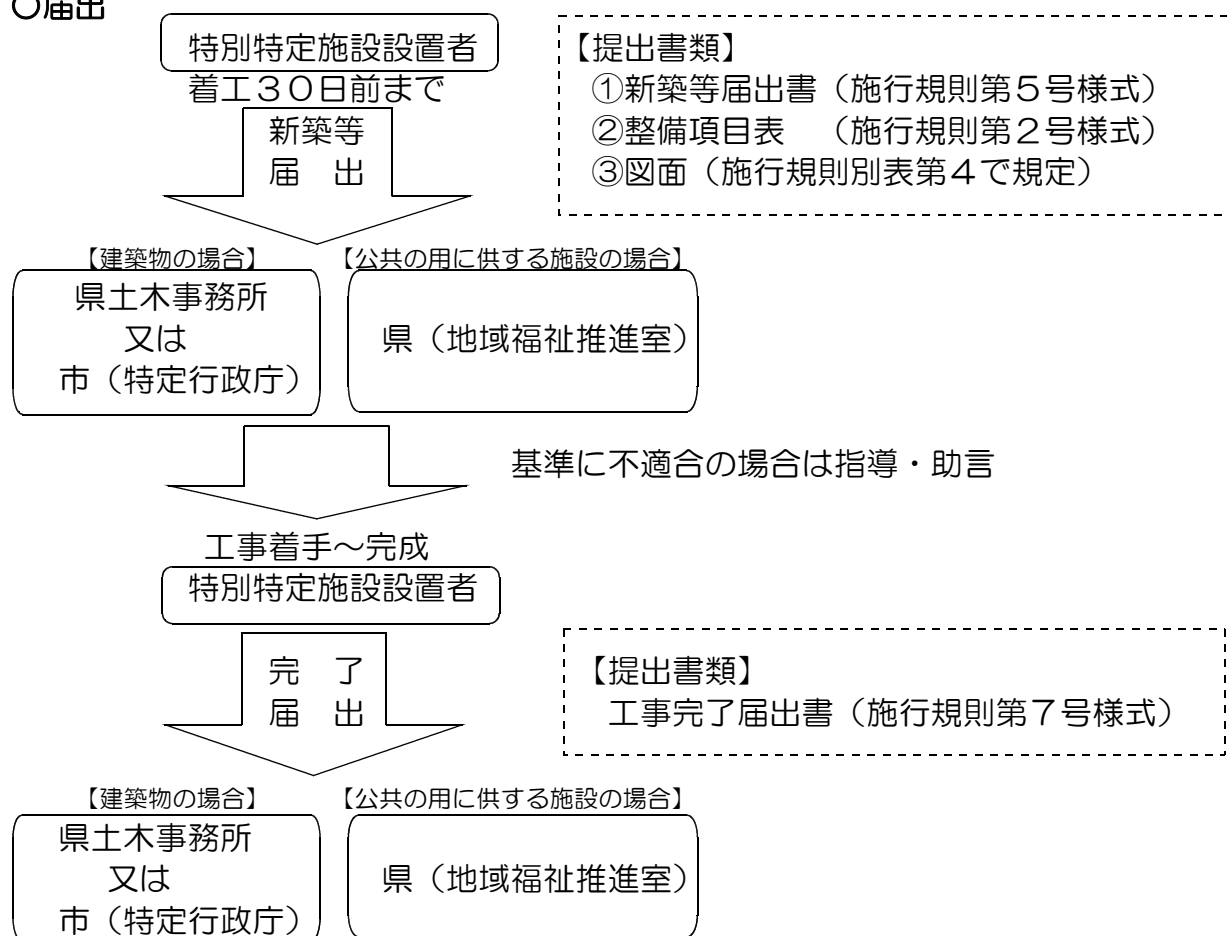 〇届出
特別特定施設設置者
着工３０日前まで
新築等
届　出
【提出書類】
①新築等届出書（施行規則第５号様式）
②整備項目表　（施行規則第２号様式）
③図面（施行規則別表第４で規定）
【建築物の場合】
県土木事務所
又は
市（特定行政庁）
【公共の用に供する施設の場合】
県（地域福祉推進室）
基準に不適合の場合は指導・助言
工事着手～完成
特別特定施設設置者
完　了
届　出
【提出書類】
工事完了届出書（施行規則第７号様式）
【建築物の場合】
県土木事務所
又は
市（特定行政庁）
【公共の用に供する施設の場合】
県（地域福祉推進室）